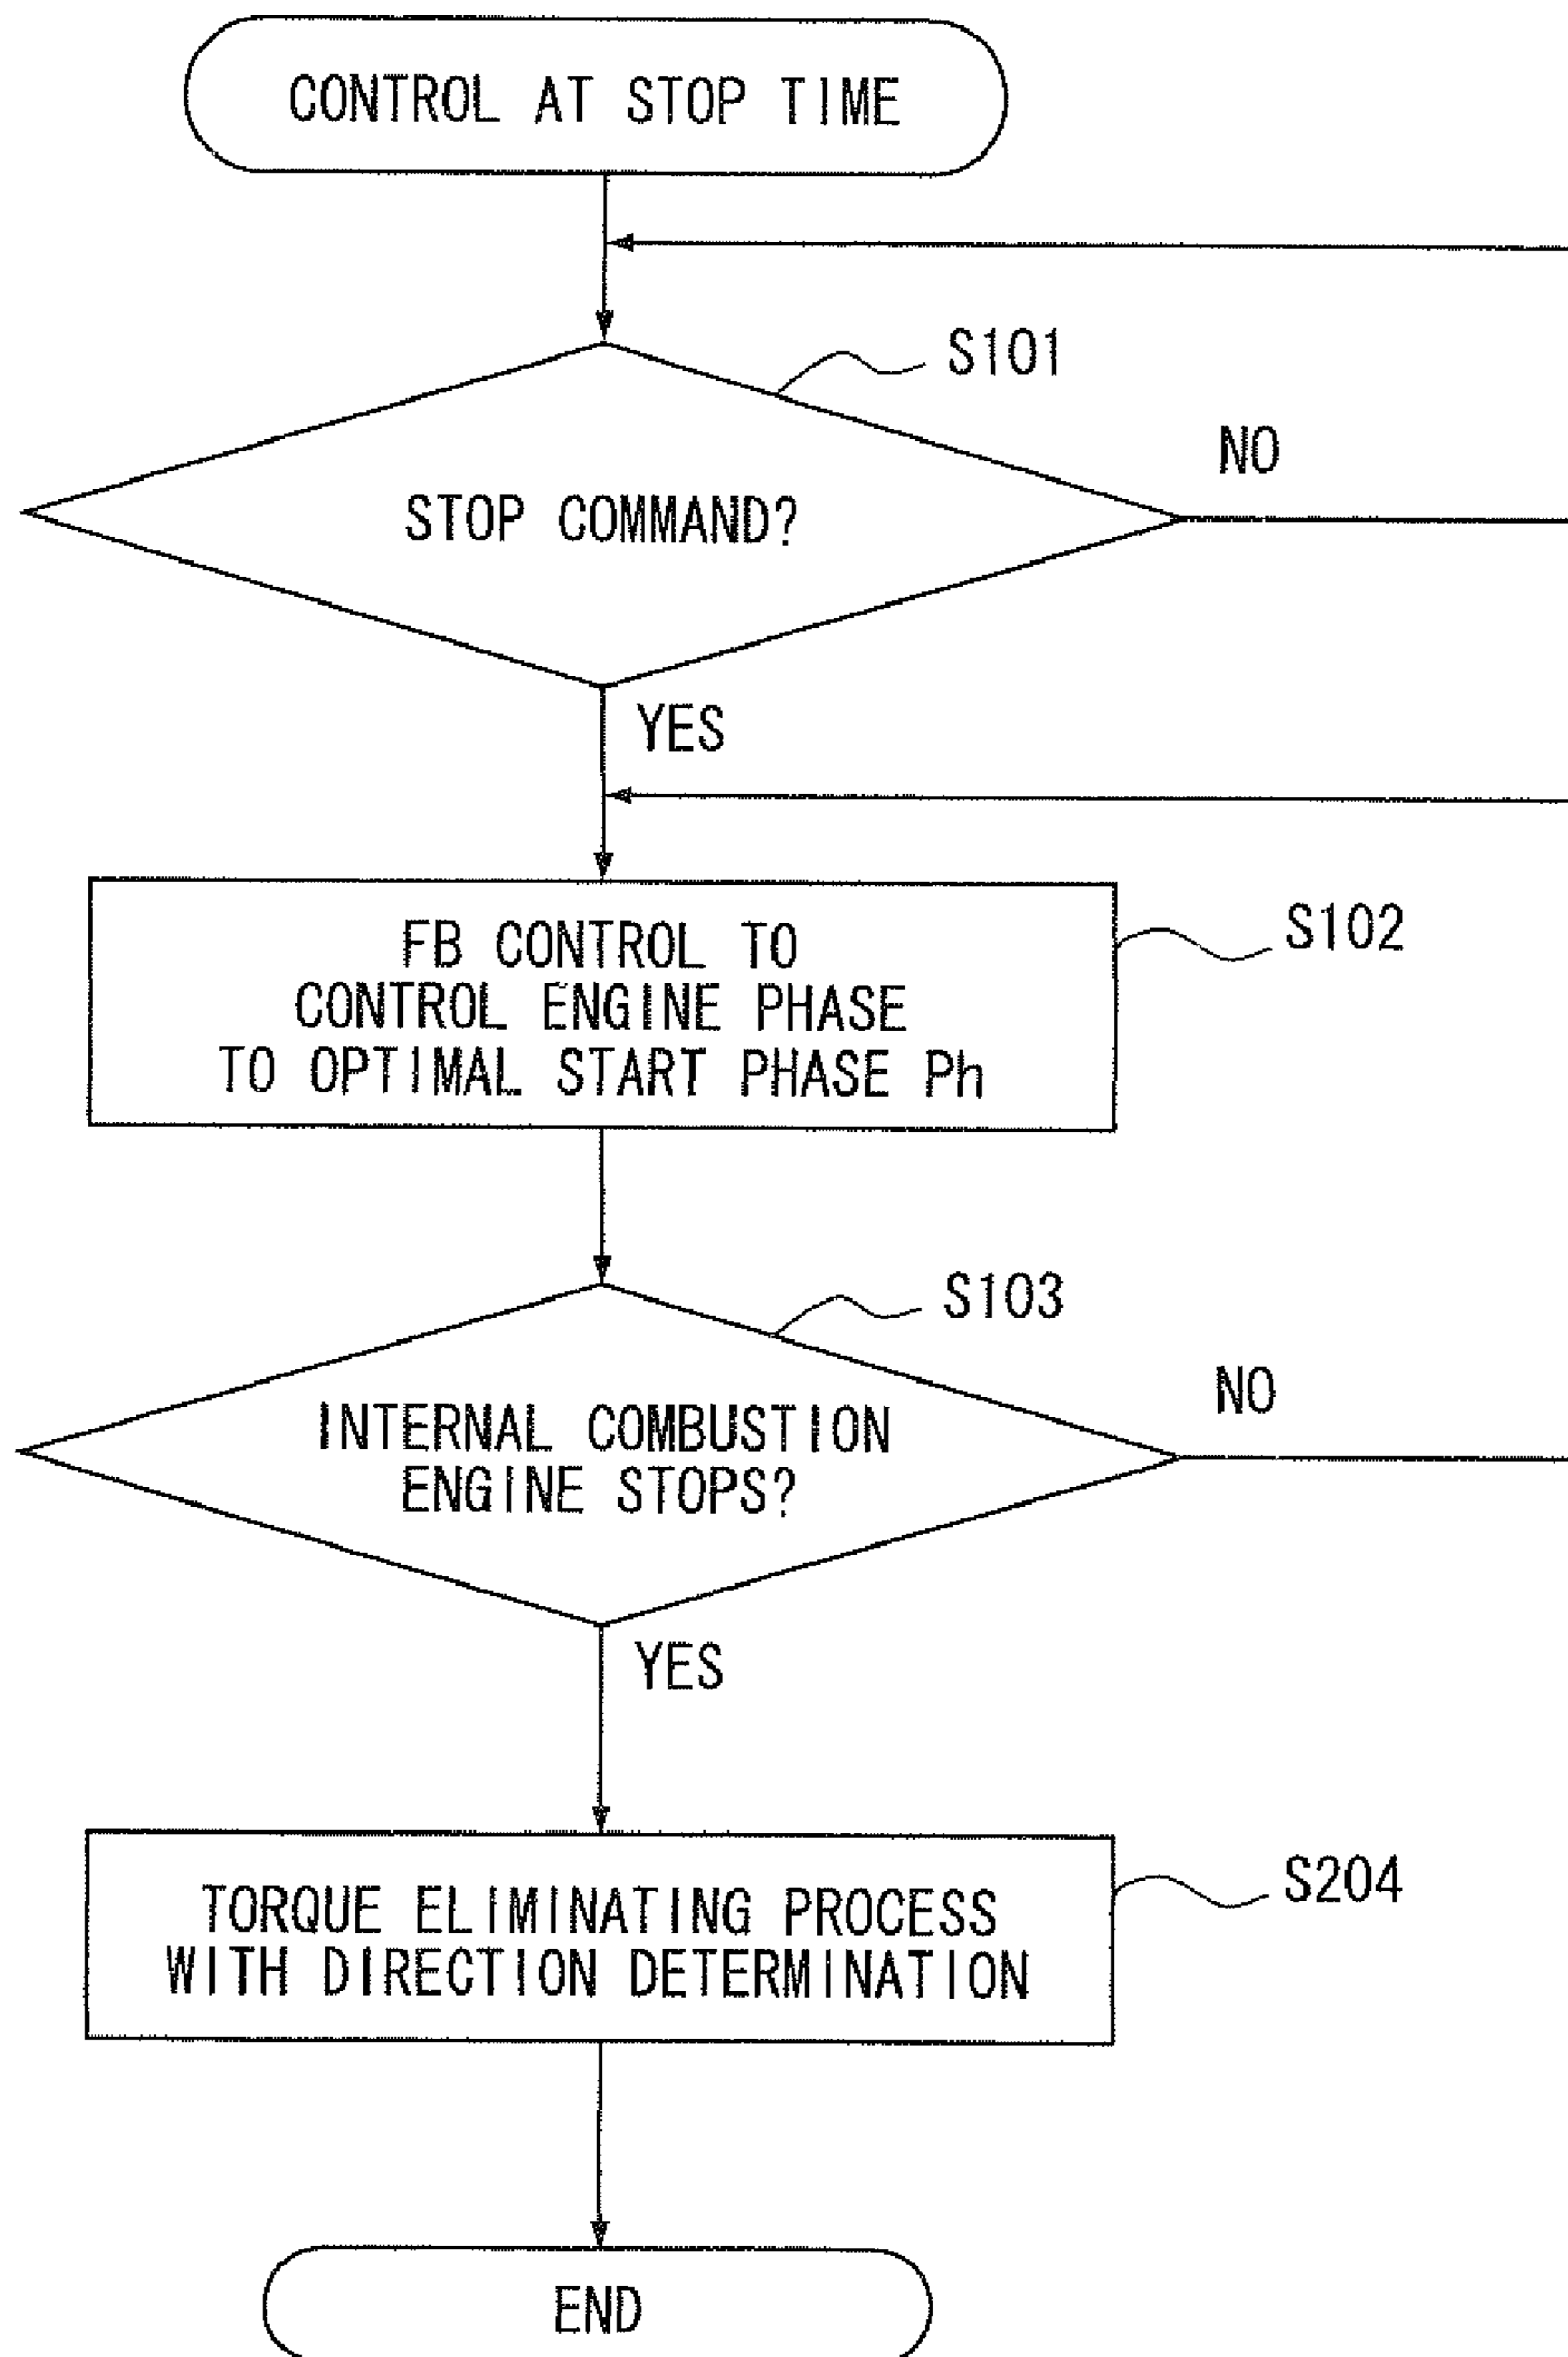 CONTROL AT STOP TIME
S101
NO
STOP COMMAND?
YES
S102
FB CONTROL TO
CONTROL ENGINE PHASE
TO OPTIMAL START PHASE Ph
S103
NO
INTERNAL COMBUSTION
ENGINE STOPS?
YES
S204
TORQUE ELIMINATING PROCESS
WITH DIRECTION DETERMINATION
END